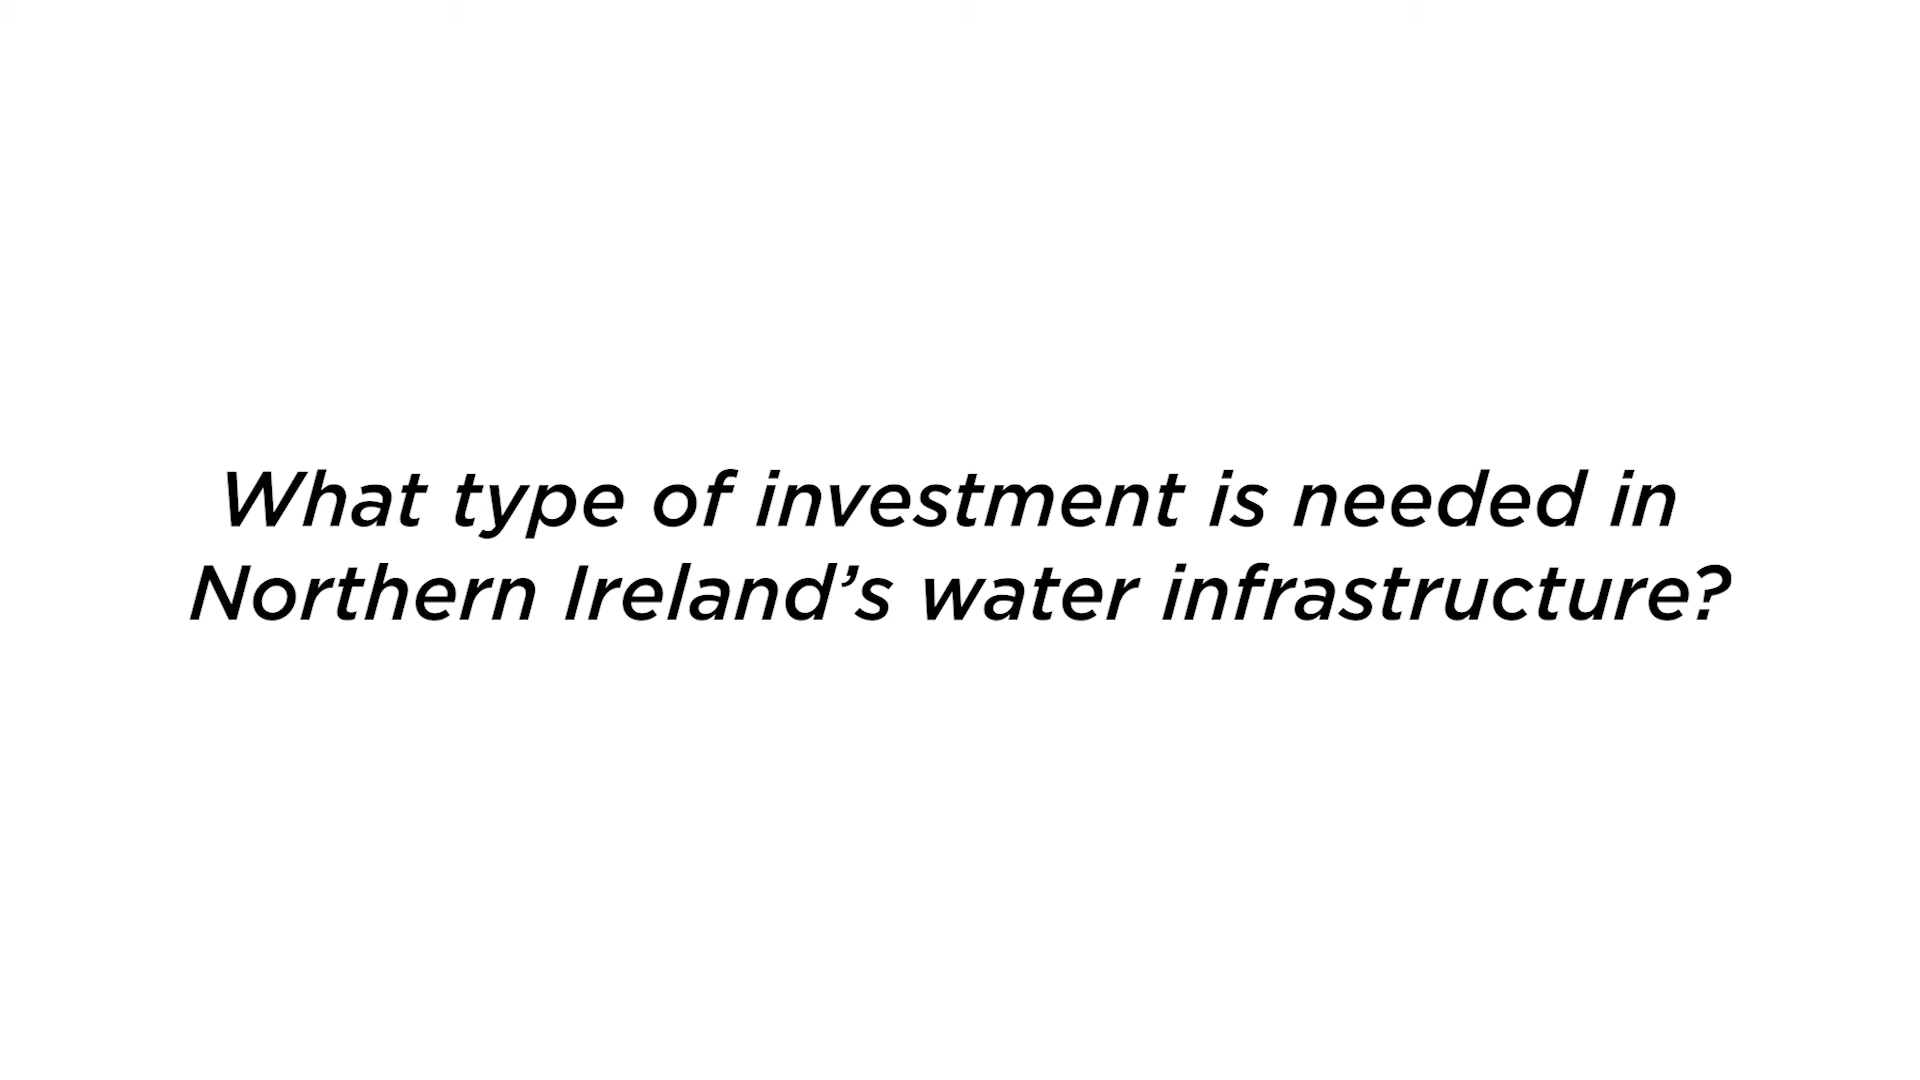 What type of investment is needed in
Northern Ireland’s water infrastructure?